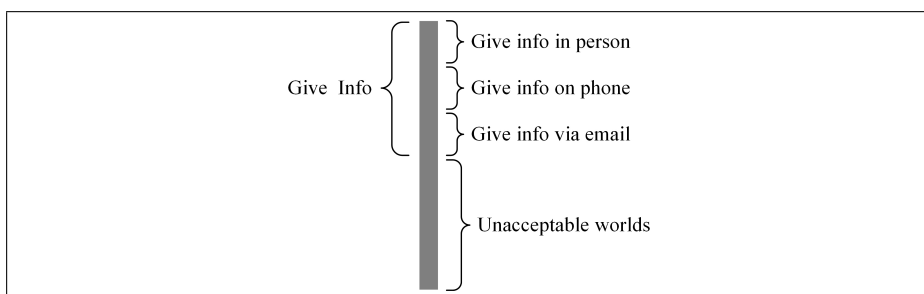 Give info in person
Give Info
Give info on phone
Give info via email
Unacceptable worlds